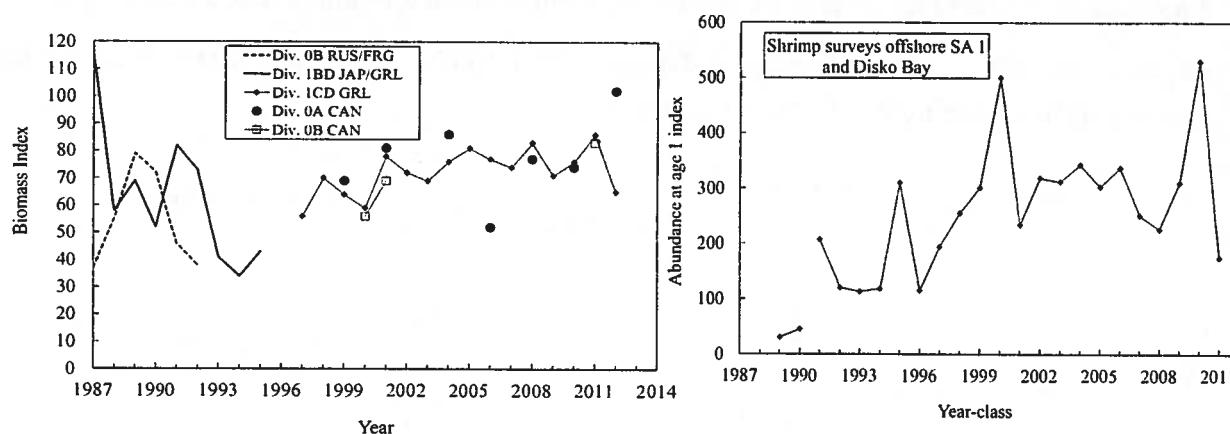 120
110
100
90
80
70
60
50
40
30
20
10
0
Biomass Index
Div. 0B RUS/FRG
Div. 1BD JAP/GRL
Div. 1CD GRL
Div. 0A CAN
Div. 0B CAN
1987 1990 1993 1996 1999 2002 2005 2008 2011 2014
Year
600
500
400
300
200
100
0
Abundance at age 1 index
Shrimp surveys offshore SA 1
and Disko Bay
1987 1990 1993 1996 1999 2002 2005 2008 201
Year-class